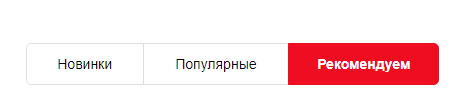 Новинки Популярные Рекомендуем